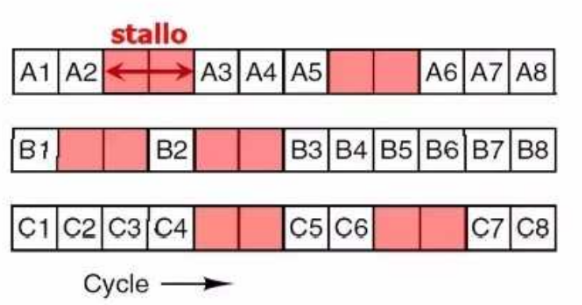 stallo
A1 A2 A3 A4 A5 A6 A7 A8
B1 B2 B3 B4 B5 B6 B7 B8
C1 C2 C3 C4 C5 C6 C7 C8
Cycle